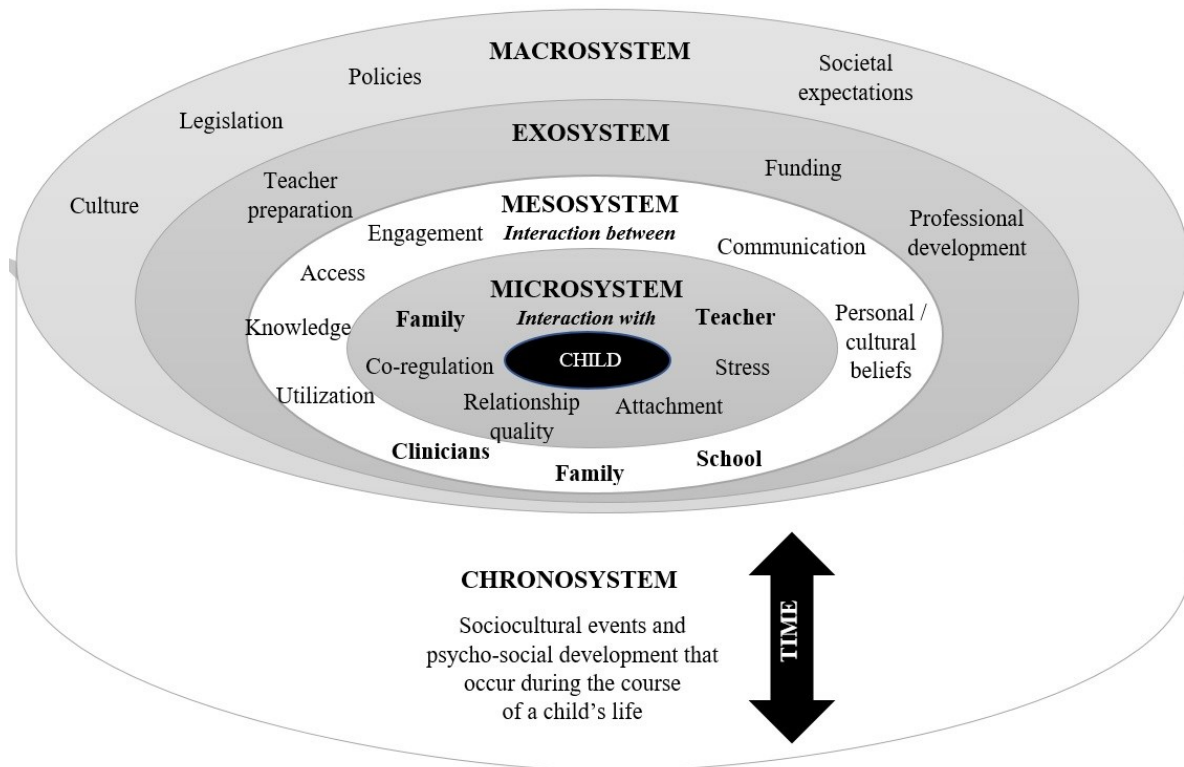 MACROSYSTEM
Policies
Societal
expectations
Legislation
Culture
EXOSYSTEM
Teacher
preparation
Funding
Professional
development
MESOSYSTEM
Interaction between
Engagement
Communication
Access
Knowledge
Utilization
Personal /
cultural
beliefs
MICROSYSTEM
Interaction with
Family
Teacher
CHILD
Co-regulation
Stress
Relationship
quality
Attachment
Clinicians
Family
School
CHRONOSYSTEM
Sociocultural events and
psycho-social development that
occur during the course
of a child’s life
TIME